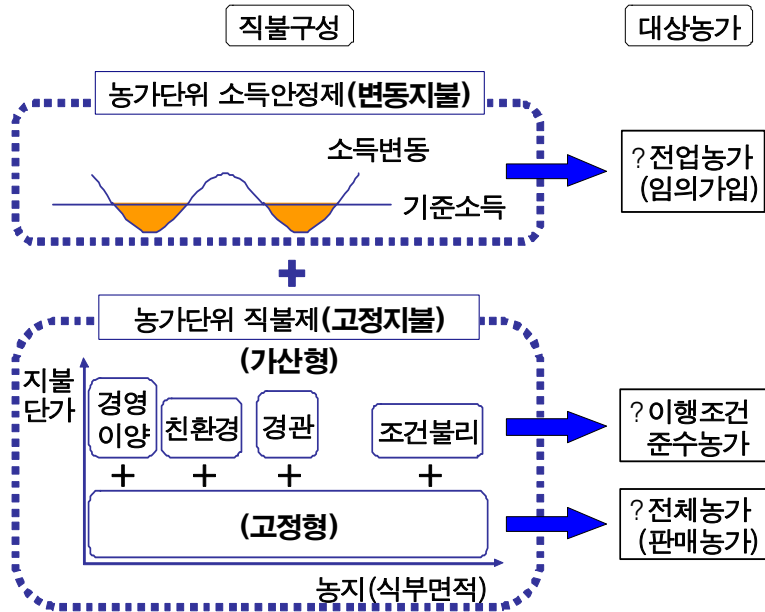 직불구성
대상농가
농가단위 소득안정제(변동지불)
소득변동
기준소득
?전업농가
(임의가입)
+
농가단위 직불제(고정지불)
(가산형)
지불
단가
경영
이양
친환경
경관
조건불리
?이행조건
준수농가
+ + + +
(고정형)
?전체농가
(판매농가)
농지(식부면적)